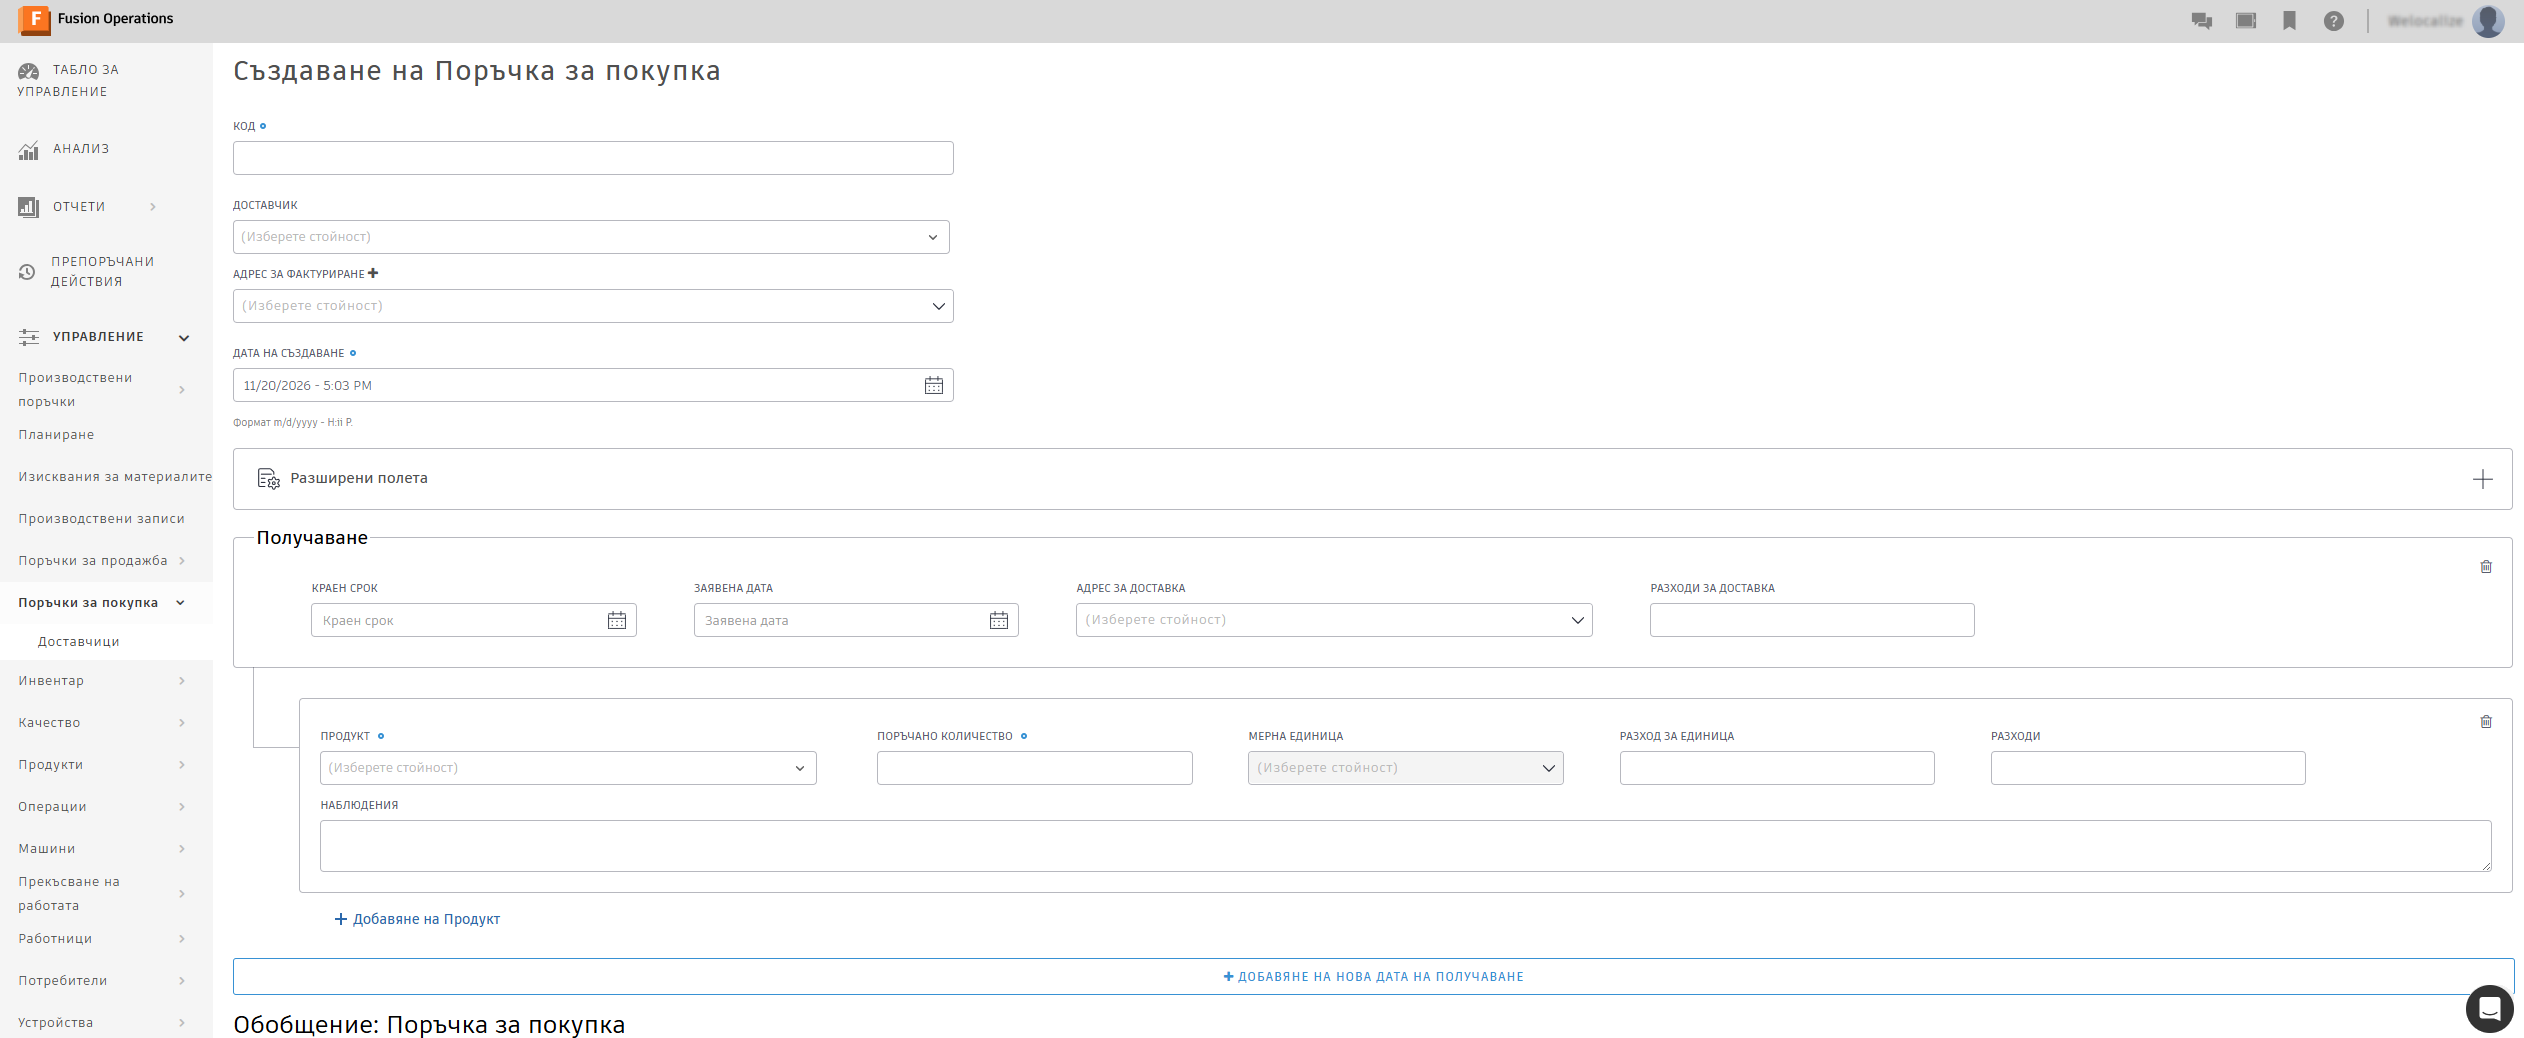 Fusion Operations
ТАБЛО ЗА
УПРАВЛЕНИЕ
АНАЛИЗ
ОТЧЕТИ
ПРЕПОРЪЧАНИ
ДЕЙСТВИЯ
УПРАВЛЕНИЕ
Производствени
поръчки
Планиране
Изисквания за материалите
Производствени записи
Поръчки за продажба
Поръчки за покупка
Доставчици
Инвентар
Качество
Продукти
Операции
Машини
Прекъсване на
работата
Работници
Потребители
Устройства
Създаване на Поръчка за покупка
КОД
ДОСТАВЧИК
(Изберете стойност)
АДРЕС ЗА ФАКТУРИРАНЕ
(Изберете стойност)
ДАТА НА СЪЗДАВАНЕ
11/20/2026 - 5:03 PM
Формат m/d/yyyy - H:ii P.
Разширени полета
Получаване
КРАЕН СРОК ЗАЯВЕНА ДАТА АДРЕС ЗА ДОСТАВКА РАЗХОДИ ЗА ДОСТАВКА
Краен срок Заявена дата (Изберете стойност)
ПРОДУКТ ПОРЪЧАНО КОЛИЧЕСТВО МЕРНА ЕДИНИЦА РАЗХОД ЗА ЕДИНИЦА РАЗХОДИ
(Изберете стойност) (Изберете стойност)
НАБЛЮДЕНИЯ
+ Добавяне на Продукт
+ ДОБАВЯНЕ НА НОВА ДАТА НА ПОЛУЧАВАНЕ
Обобщение: Поръчка за покупка